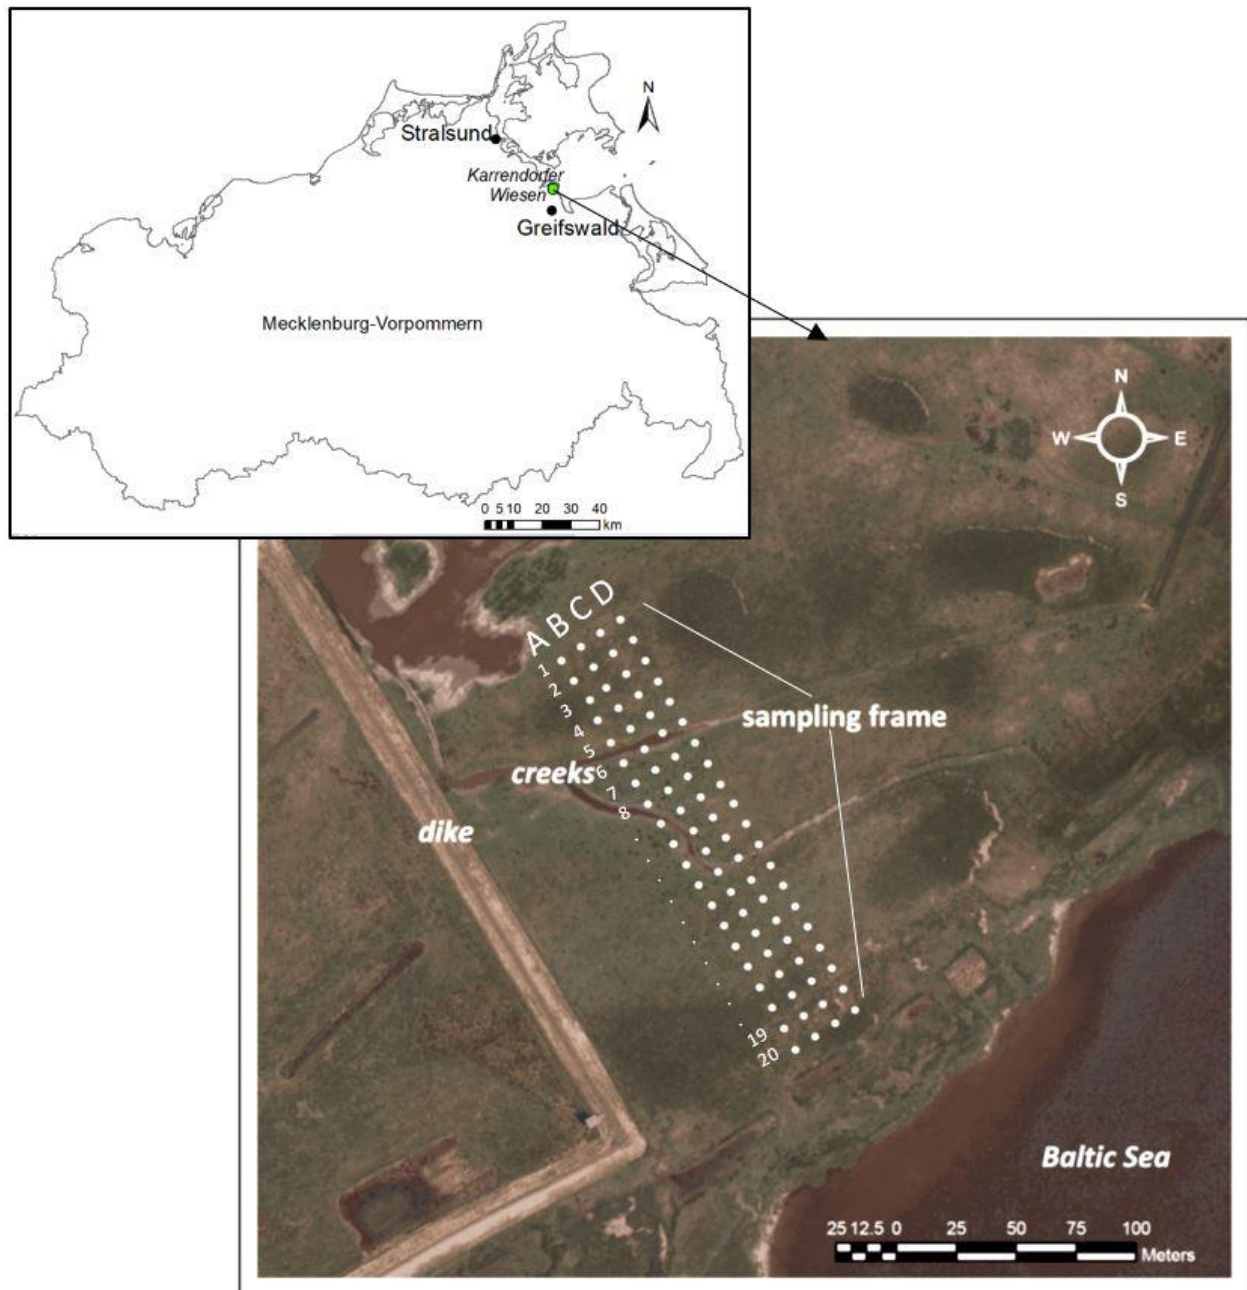 N
Stralsund
Karrendorfer
Wiesen
Greifswald
Mecklenburg-Vorpommern
0 5 10 20 30 40
km
N
W E
S
A B C D
1
2
3
4
5
6
7
8
sampling frame
creeks
dike
19
20
Baltic Sea
25 12.5 0 25 50 75 100
Meters